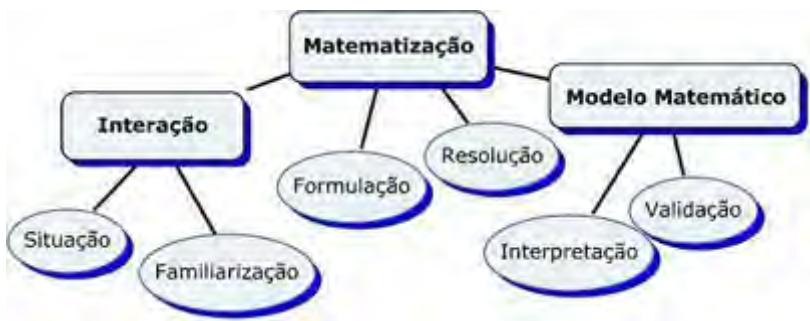 Matematização
Interação
Modelo Matemático
Situação
Familiarização
Formulação
Resolução
Interpretação
Validação